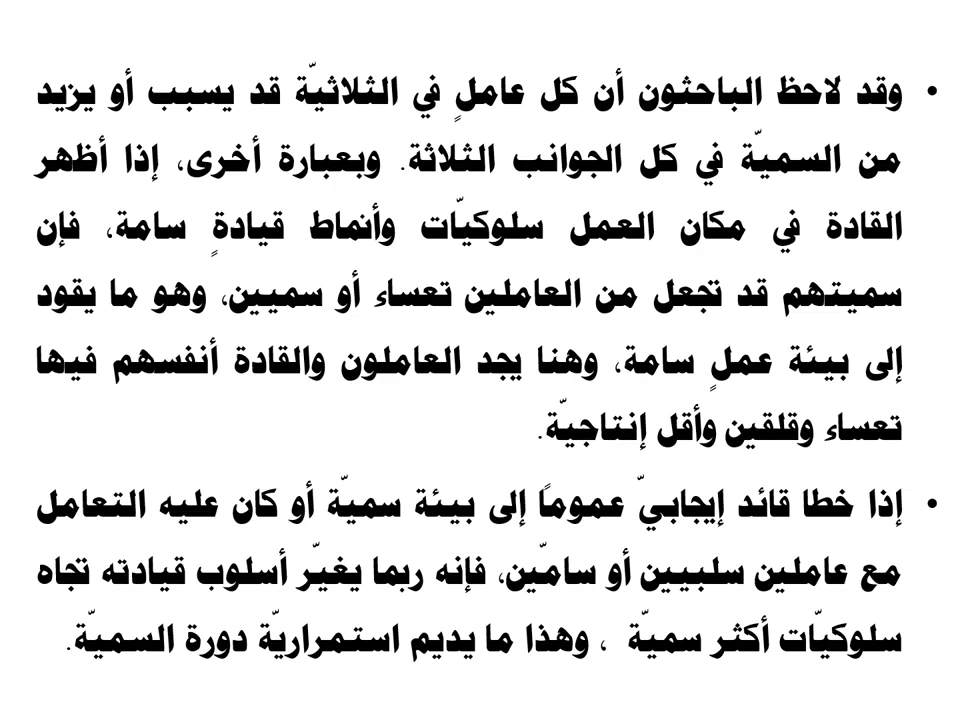 • وقد لاحظ الباحثون أن كل عاملٍ في الثلاثيّة قد يسبب أو يزيد
من السميّة في كل الجوانب الثلاثة. وبعبارة أخرى، إذا أظهر
القادة في مكان العمل سلوكيّات وأنماط قيادةٍ سامة، فإن
سميتهم قد تجعل من العاملين تعساء أو سميين، وهو ما يقود
إلى بيئة عملٍ سامة، وهنا يجد العاملون والقادة أنفسهم فيها
تعساء وقلقين وأقل إنتاجيّة.
• إذا خطا قائد إيجابيّ عمومًا إلى بيئة سميّة أو كان عليه التعامل
مع عاملين سلبيين أو سامّين، فإنه ربما يغيّر أسلوب قيادته تجاه
سلوكيّات أكثر سميّة ، وهذا ما يديم استمراريّة دورة السميّة.